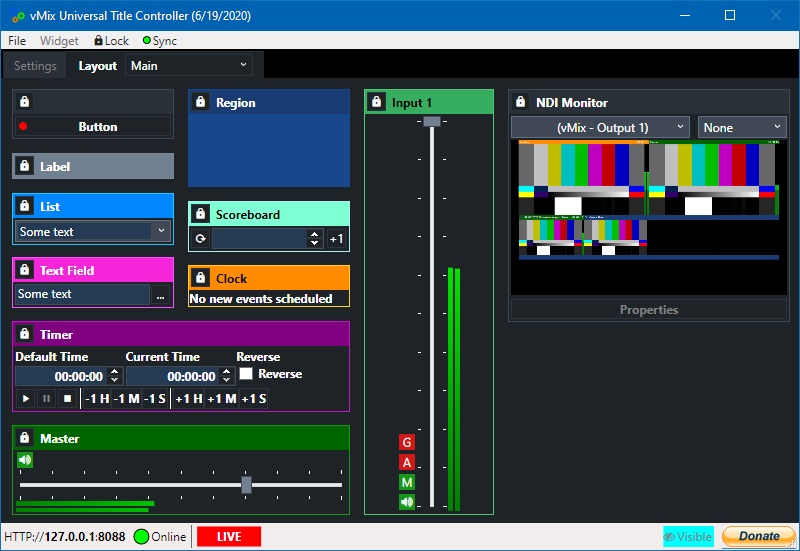 vMix Universal Title Controller (6/19/2020)
File Widget Lock Sync
Settings Layout Main
Button
Label
List
Some text
Text Field
Some text ...
Timer
Default Time Current Time Reverse
00:00:00 00:00:00 Reverse
-1 H -1 M -1 S +1 H +1 M +1 S
Master
Region
Scoreboard
+1
Clock
No new events scheduled
Input 1
G
A
M
NDI Monitor
(vMix - Output 1) None
Properties
HTTP://127.0.0.1:8088 Online LIVE Visible Donate